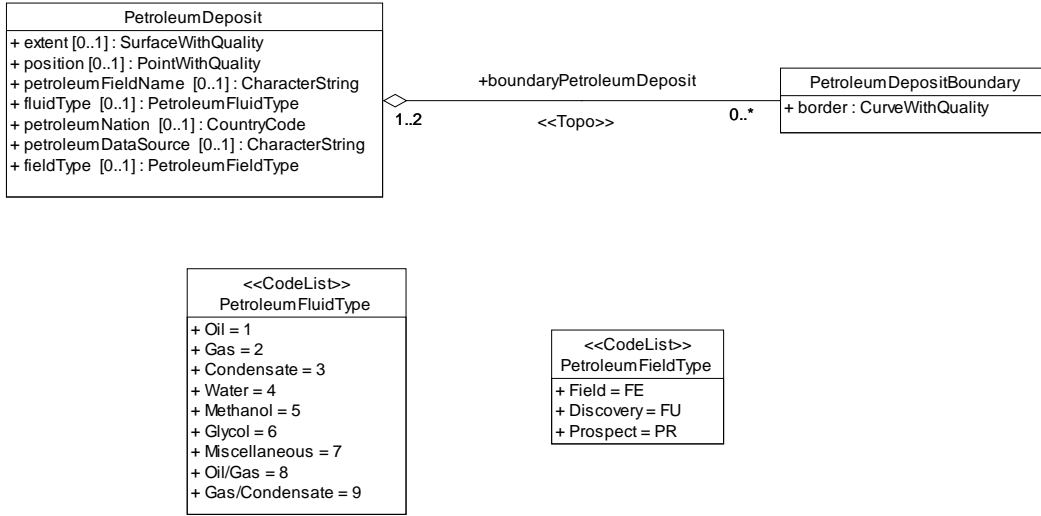 PetroleumDeposit
+ extent [0..1] : SurfaceWithQuality
+ position [0..1] : PointWithQuality
+ petroleumFieldName [0..1] : CharacterString
+ fluidType [0..1] : PetroleumFluidType
+ petroleumNation [0..1] : CountryCode
+ petroleumDataSource [0..1] : CharacterString
+ fieldType [0..1] : PetroleumFieldType
+boundaryPetroleumDeposit
1..2
<<Topo>>
0..*
PetroleumDepositBoundary
+ border : CurveWithQuality
<<CodeList>>
PetroleumFluidType
+ Oil = 1
+ Gas = 2
+ Condensate = 3
+ Water = 4
+ Methanol = 5
+ Glycol = 6
+ Miscellaneous = 7
+ Oil/Gas = 8
+ Gas/Condensate = 9
<<CodeList>>
PetroleumFieldType
+ Field = FE
+ Discovery = FU
+ Prospect = PR